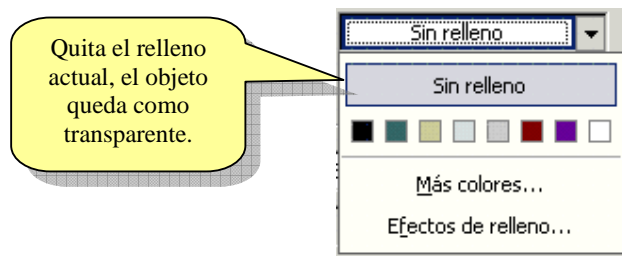 Quita el relleno
actual, el objeto
queda como
transparente.
Sin relleno
Sin relleno
Más colores...
Efectos de relleno...